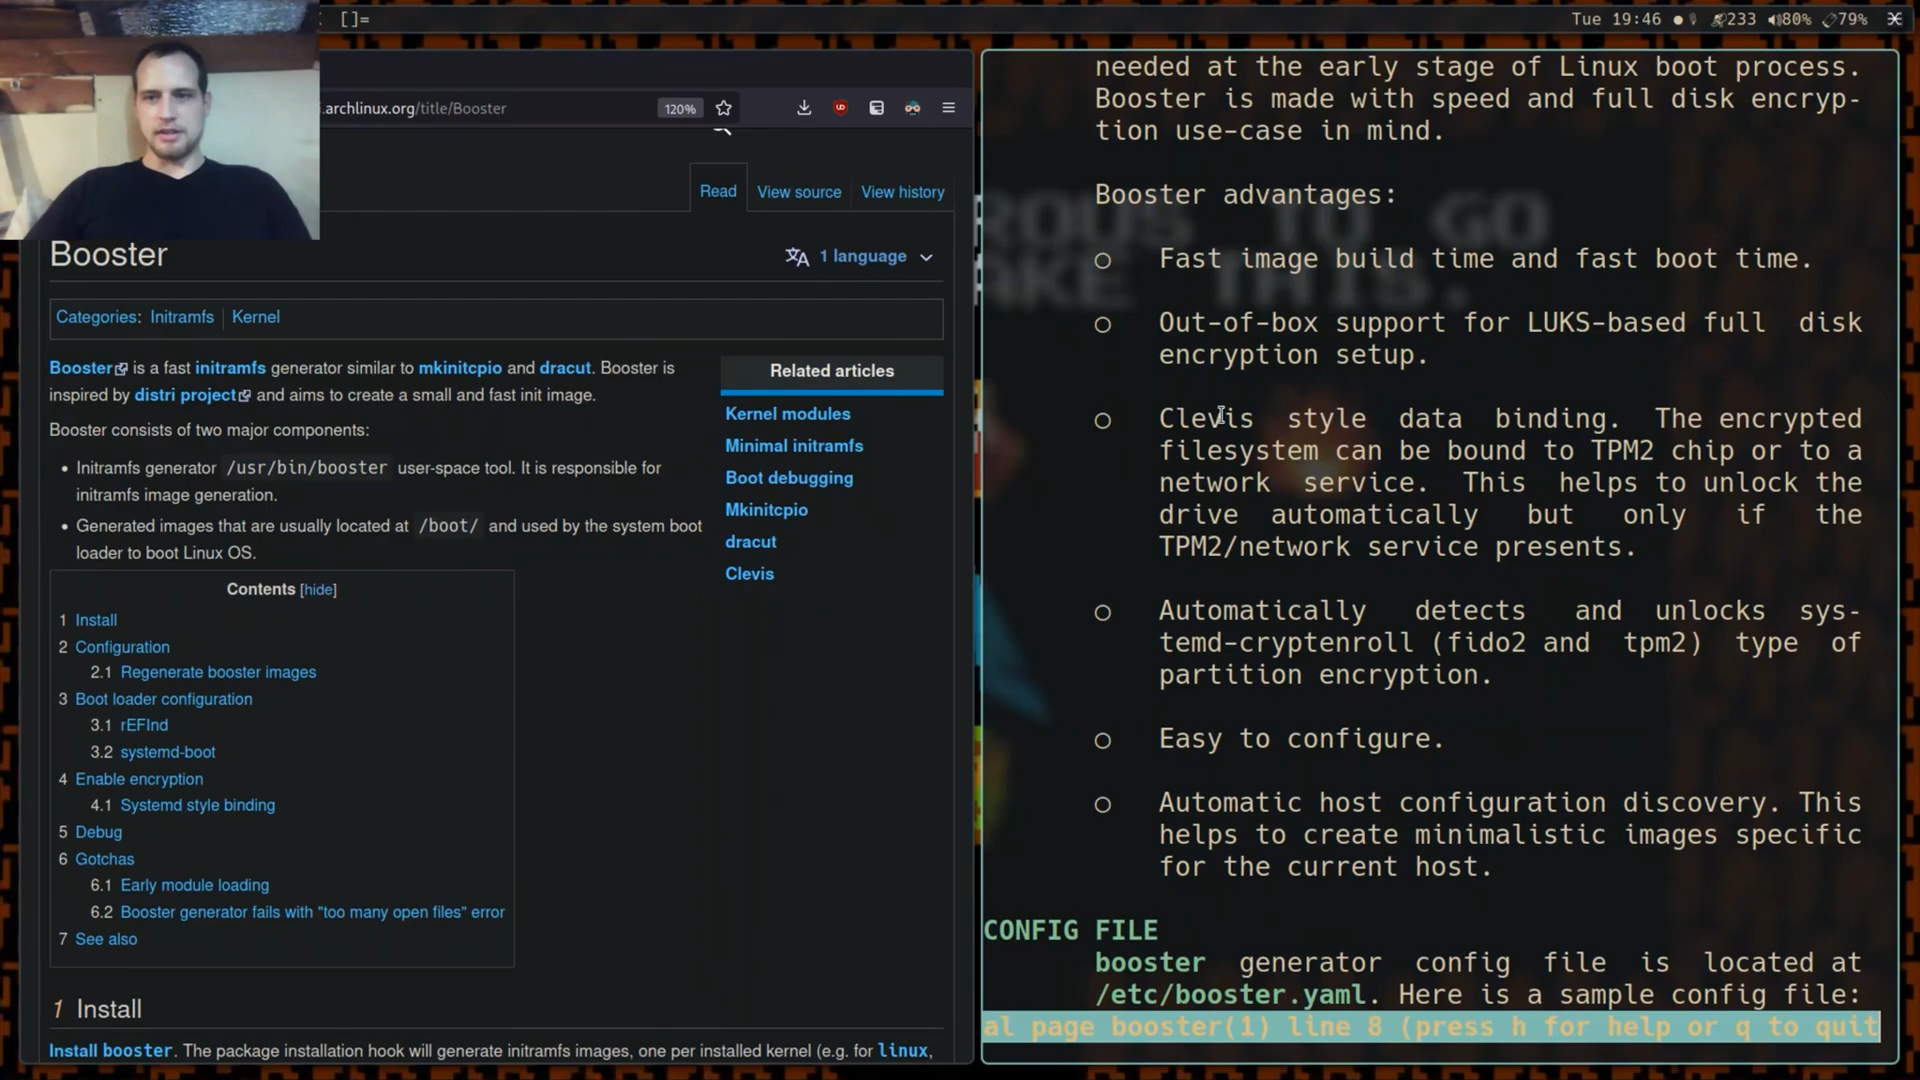 []=
Tue 19:46
233
80%
79%
.archlinux.org/title/Booster
120%
Read
View source
View history
Booster
1 language
Categories: Initramfs | Kernel
Booster is a fast initramfs generator similar to mkinitcpio and dracut. Booster is
inspired by distri project and aims to create a small and fast init image.
Booster consists of two major components:
• Initramfs generator /usr/bin/booster user-space tool. It is responsible for
initramfs image generation.
• Generated images that are usually located at /boot/ and used by the system boot
loader to boot Linux OS.
Related articles
Kernel modules
Minimal initramfs
Boot debugging
Mkinitcpio
dracut
Clevis
Contents [hide]
1 Install
2 Configuration
2.1 Regenerate booster images
3 Boot loader configuration
3.1 rEFInd
3.2 systemd-boot
4 Enable encryption
4.1 Systemd style binding
5 Debug
6 Gotchas
6.1 Early module loading
6.2 Booster generator fails with "too many open files" error
7 See also
1 Install
Install booster. The package installation hook will generate initramfs images, one per installed kernel (e.g. for linux,
needed at the early stage of Linux boot process.
Booster is made with speed and full disk encryp-
tion use-case in mind.
Booster advantages:
○ Fast image build time and fast boot time.
○ Out-of-box support for LUKS-based full disk
encryption setup.
○ Clevis style data binding. The encrypted
filesystem can be bound to TPM2 chip or to a
network service. This helps to unlock the
drive automatically but only if the
TPM2/network service presents.
○ Automatically detects and unlocks sys-
temd-cryptenroll (fido2 and tpm2) type of
partition encryption.
○ Easy to configure.
○ Automatic host configuration discovery. This
helps to create minimalistic images specific
for the current host.
CONFIG FILE
booster generator config file is located at
/etc/booster.yaml. Here is a sample config file:
al page booster(1) line 8 (press h for help or q to quit